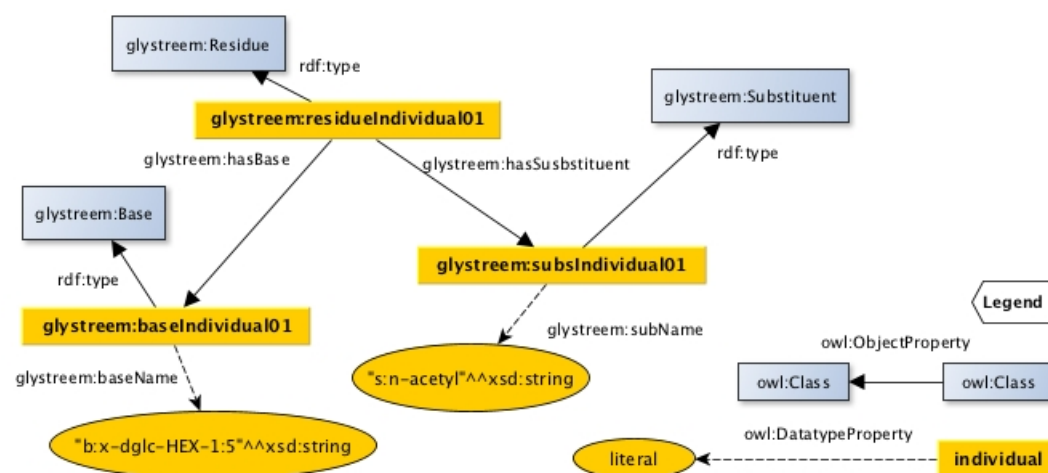 glystreem:Residue
rdf:type
glystreem:residueIndividual01
glystreem:Substituent
glystreem:hasBase
glystreem:hasSusbstituent
rdf:type
glystreem:Base
rdf:type
glystreem:subsIndividual01
glystreem:baseIndividual01
glystreem:subName
glystreem:baseName
"s:n-acetyl"^^xsd:string
"b:x-dglc-HEX-1:5"^^xsd:string
Legend
owl:ObjectProperty
owl:Class
owl:Class
owl:DatatypeProperty
literal
individual